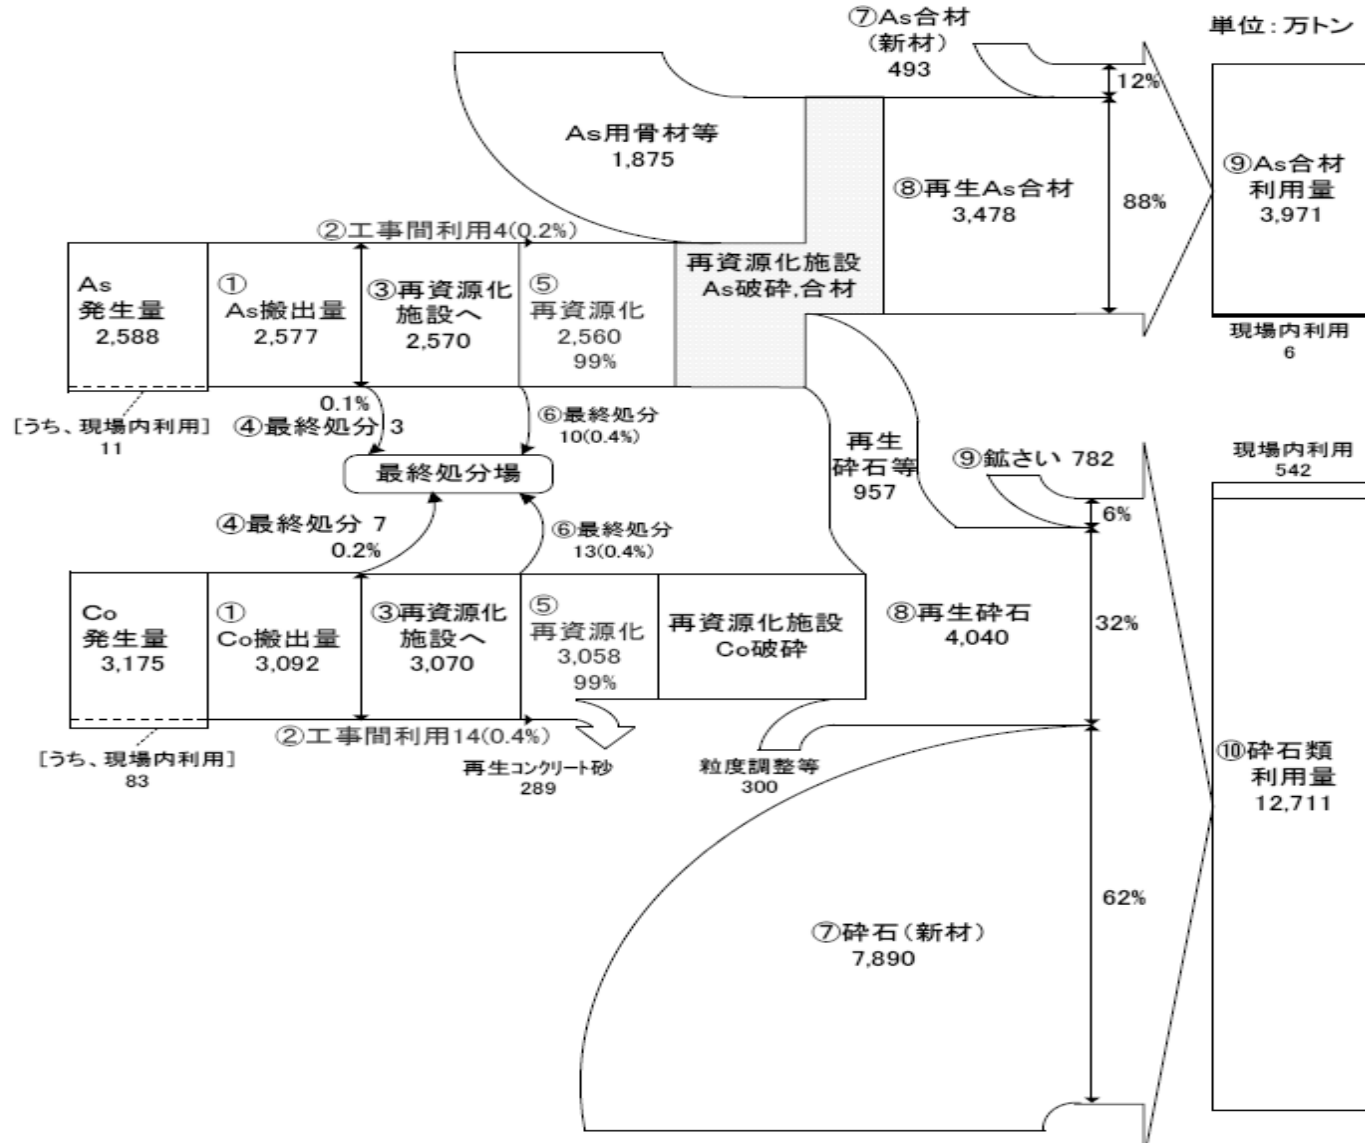 単位:万トン
⑦As合材
(新材)
493
12%
As用骨材等
1,875
⑧再生As合材
3,478
88%
⑨As合材
利用量
3,971
現場内利用
6
②工事間利用4(0.2%)
As
発生量
2,588
①
As搬出量
2,577
③再資源化
施設へ
2,570
⑤
再資源化
2,560
99%
再資源化施設
As破砕,合材
[うち、現場内利用]
11
0.1%
④最終処分 3
⑥最終処分
10(0.4%)
最終処分場
④最終処分 7
0.2%
⑥最終処分
13(0.4%)
再生
砕石等
957
⑨鉱さい 782
6%
現場内利用
542
Co
発生量
3,175
①
Co搬出量
3,092
③再資源化
施設へ
3,070
⑤
再資源化
3,058
99%
再資源化施設
Co破砕
⑧再生砕石
4,040
32%
②工事間利用14(0.4%)
[うち、現場内利用]
83
再生コンクリート砂
289
粒度調整等
300
⑩砕石類
利用量
12,711
⑦砕石(新材)
7,890
62%